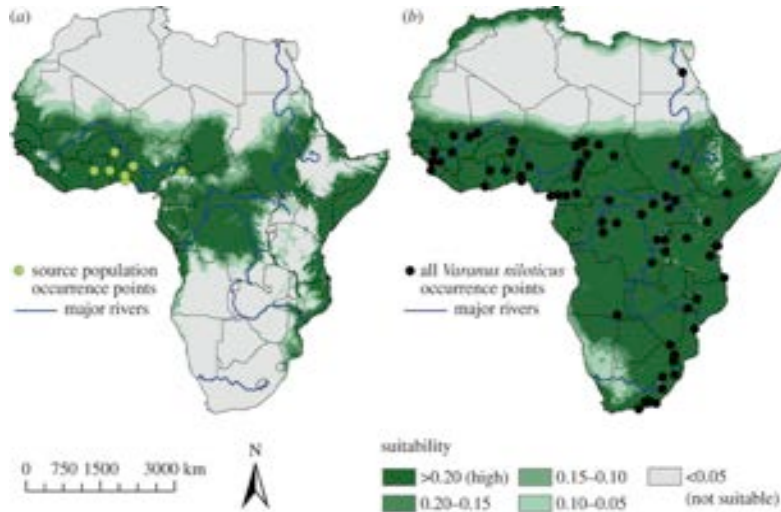 (a)
(b)
source population
occurrence points
major rivers
all Varanus niloticus
occurrence points
major rivers
N
0 750 1500 3000 km
suitability
>0.20 (high)
0.20–0.15
0.15–0.10
0.10–0.05
<0.05
(not suitable)